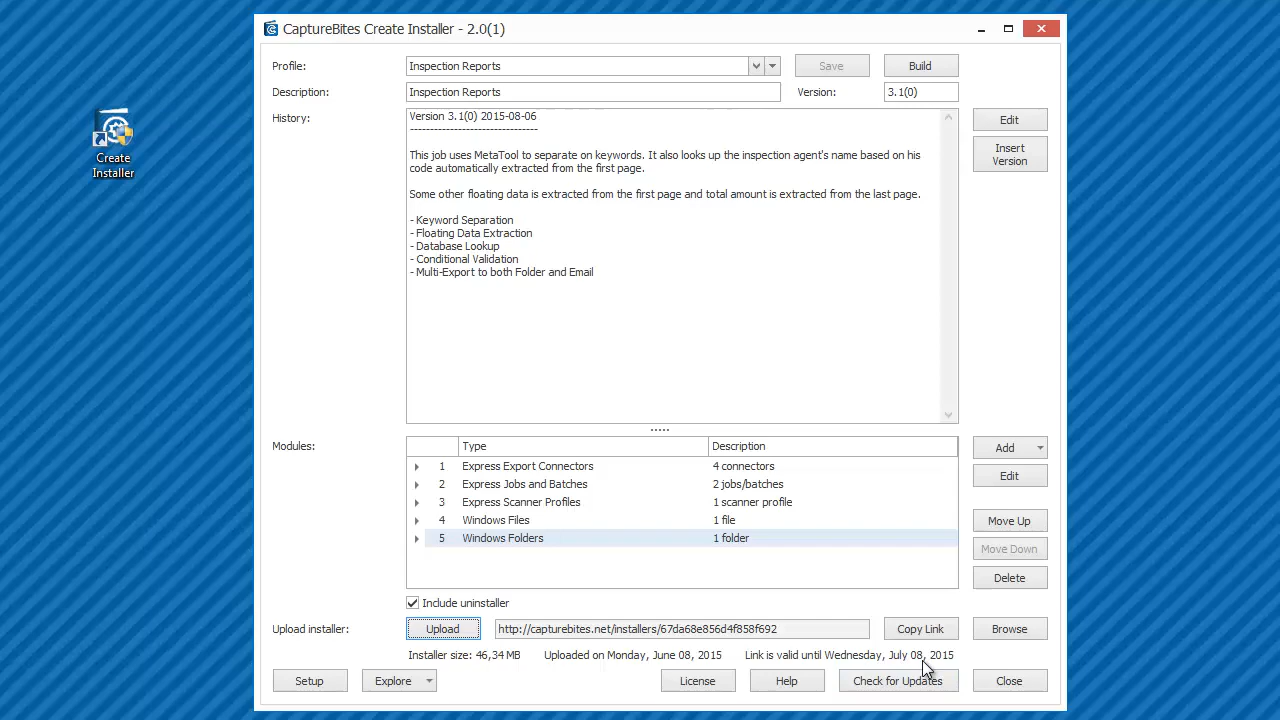 CaptureBites Create Installer - 2.0(1)
Profile: Inspection Reports Save Build
Description: Inspection Reports Version: 3.1(0)
History:
Version 3.1(0) 2015-08-06
---------------------------------
This job uses MetaTool to separate on keywords. It also looks up the inspection agent's name based on his
code automatically extracted from the first page.
Some other floating data is extracted from the first page and total amount is extracted from the last page.
- Keyword Separation
- Floating Data Extraction
- Database Lookup
- Conditional Validation
- Multi-Export to both Folder and Email
Edit
Insert
Version
Create
Installer
Modules:
Type Description
1 Express Export Connectors 4 connectors
2 Express Jobs and Batches 2 jobs/batches
3 Express Scanner Profiles 1 scanner profile
4 Windows Files 1 file
5 Windows Folders 1 folder
Add
Edit
Move Up
Move Down
Delete
Include uninstaller
Upload installer: Upload http://capturebites.net/installers/67da68e856d4f858f692 Copy Link Browse
Installer size: 46,34 MB Uploaded on Monday, June 08, 2015 Link is valid until Wednesday, July 08, 2015
Setup Explore License Help Check for Updates Close